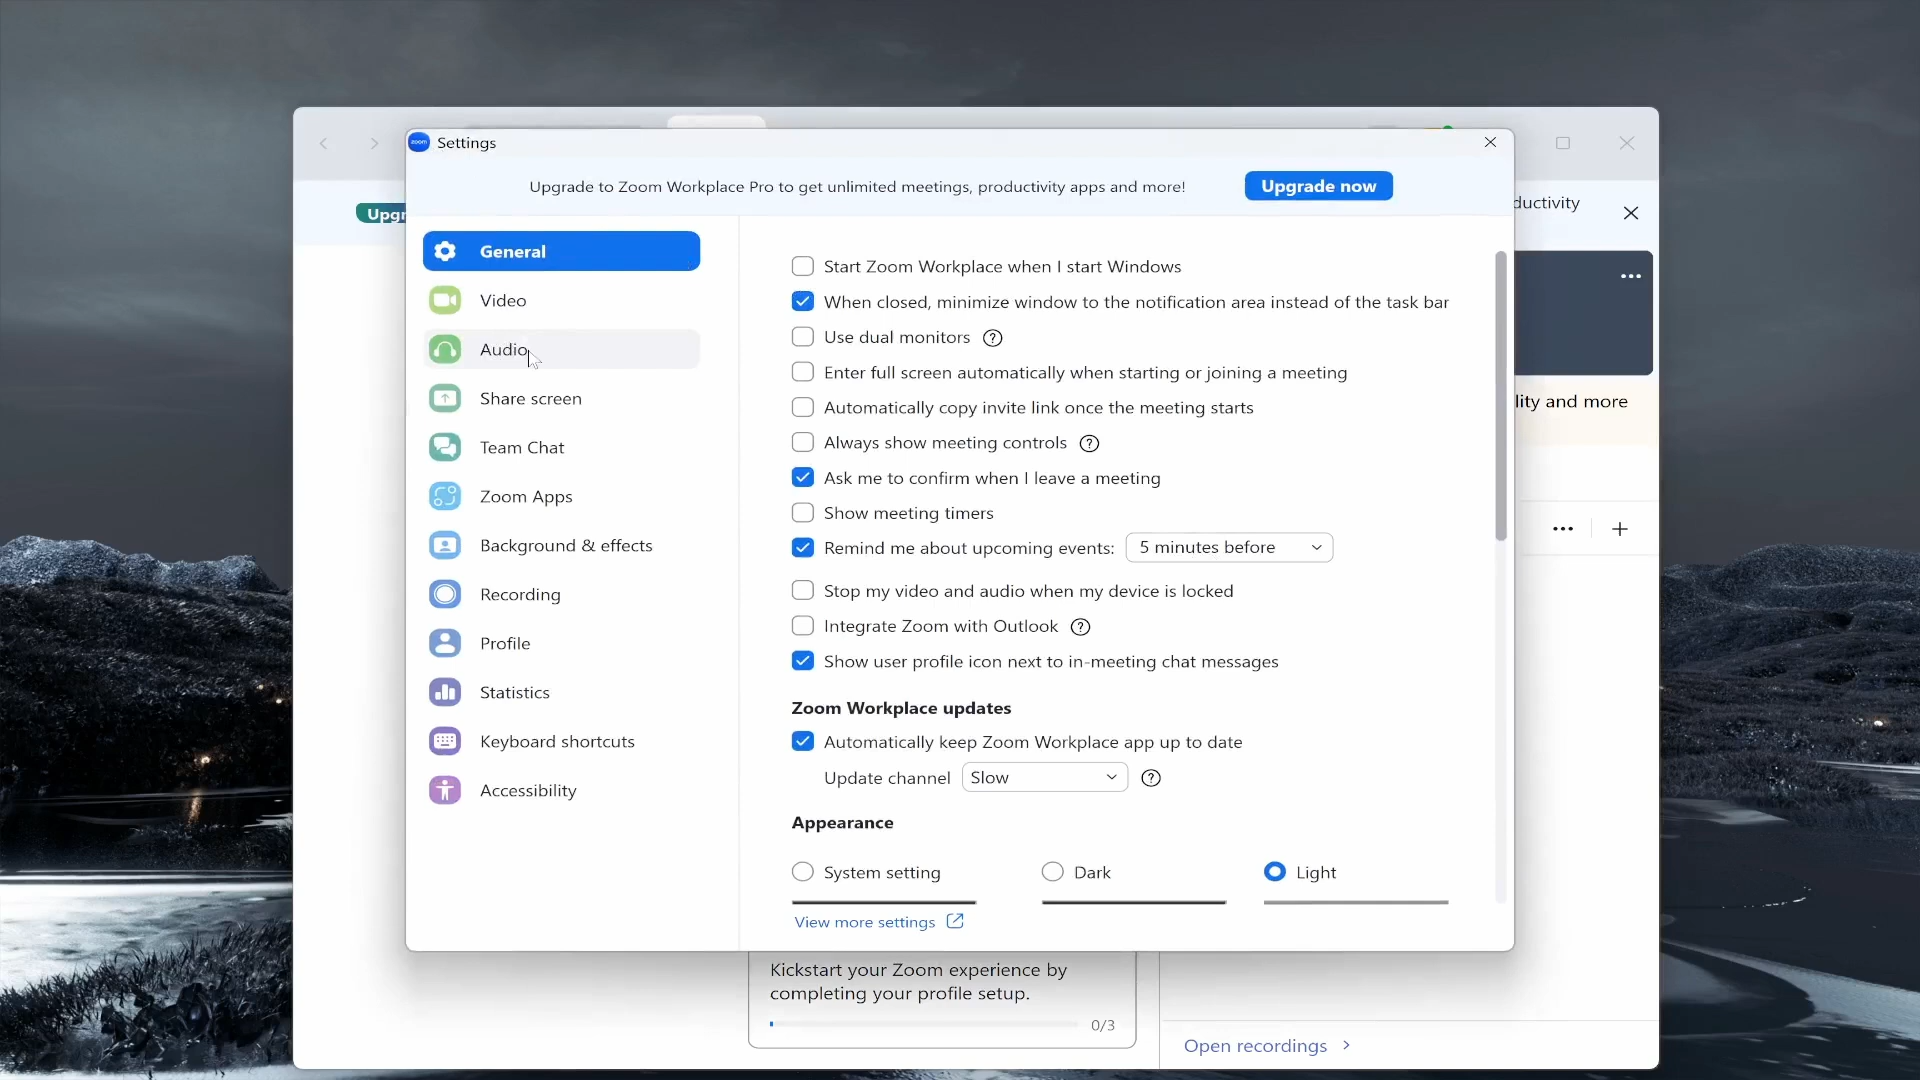 zoom Settings
Upgrade to Zoom Workplace Pro to get unlimited meetings, productivity apps and more! Upgrade now
General
Video
Audio
Share screen
Team Chat
Zoom Apps
Background & effects
Recording
Profile
Statistics
Keyboard shortcuts
Accessibility
Start Zoom Workplace when I start Windows
When closed, minimize window to the notification area instead of the task bar
Use dual monitors
Enter full screen automatically when starting or joining a meeting
Automatically copy invite link once the meeting starts
Always show meeting controls
Ask me to confirm when I leave a meeting
Show meeting timers
Remind me about upcoming events: 5 minutes before
Stop my video and audio when my device is locked
Integrate Zoom with Outlook
Show user profile icon next to in-meeting chat messages
Zoom Workplace updates
Automatically keep Zoom Workplace app up to date
Update channel Slow
Appearance
System setting Dark Light
View more settings
Upgr
ductivity
lity and more
Kickstart your Zoom experience by
completing your profile setup.
0/3
Open recordings